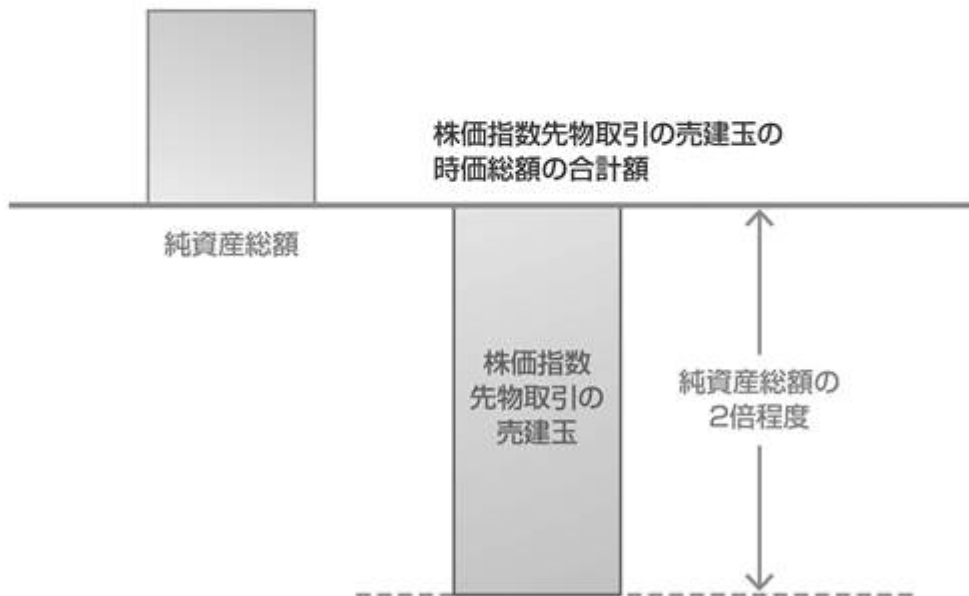 株価指数先物取引の売建玉の
時価総額の合計額
純資産総額
株価指数
先物取引の
売建玉
純資産総額の
2倍程度